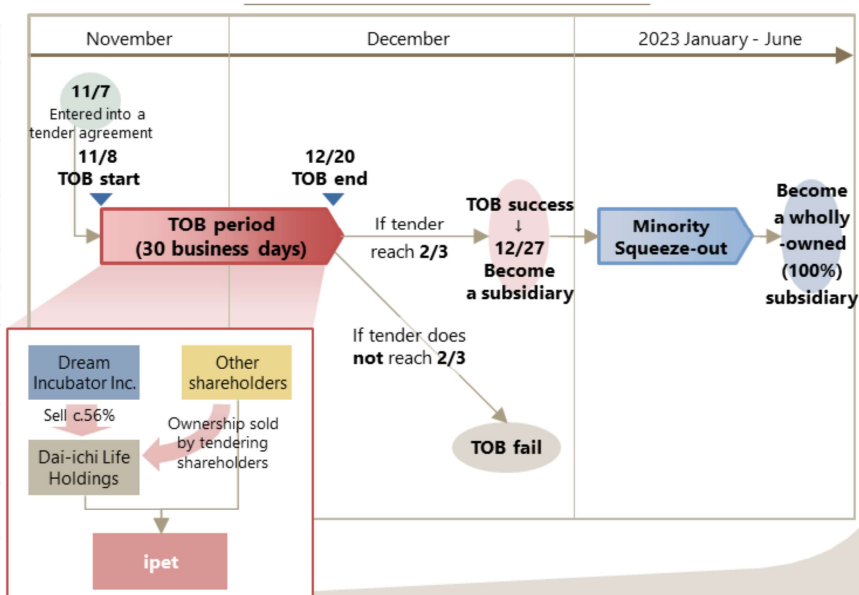 November
December
2023 January - June
11/7
Entered into a
tender agreement
11/8
TOB start
12/20
TOB end
TOB period
(30 business days)
If tender
reach 2/3
TOB success
↓
12/27
Become
a subsidiary
Minority
Squeeze-out
Become
a wholly
-owned
(100%)
subsidiary
If tender does
not reach 2/3
TOB fail
Dream
Incubator Inc.
Other
shareholders
Sell c.56%
Ownership sold
by tendering
shareholders
Dai-ichi Life
Holdings
ipet